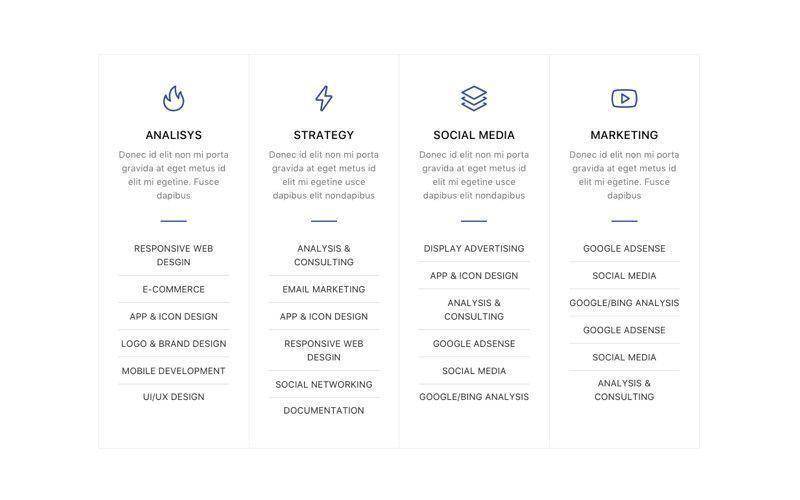 ANALISYS
Donec id elit non mi porta
gravida at eget metus id
elit mi egetine. Fusce
dapibus
RESPONSIVE WEB
DESGIN
E-COMMERCE
APP & ICON DESIGN
LOGO & BRAND DESIGN
MOBILE DEVELOPMENT
UI/UX DESIGN
STRATEGY
Donec id elit non mi porta
gravida at eget metus id
elit mi egetine usce
dapibus elit nondapibus
ANALYSIS &
CONSULTING
EMAIL MARKETING
APP & ICON DESIGN
RESPONSIVE WEB
DESGIN
SOCIAL NETWORKING
DOCUMENTATION
SOCIAL MEDIA
Donec id elit non mi porta
gravida at eget metus id
elit mi egetine usce
dapibus elit nondapibus
DISPLAY ADVERTISING
APP & ICON DESIGN
ANALYSIS &
CONSULTING
GOOGLE ADSENSE
SOCIAL MEDIA
GOOGLE/BING ANALYSIS
MARKETING
Donec id elit non mi porta
gravida at eget metus id
elit mi egetine. Fusce
dapibus
GOOGLE ADSENSE
SOCIAL MEDIA
GOOGLE/BING ANALYSIS
GOOGLE ADSENSE
SOCIAL MEDIA
ANALYSIS &
CONSULTING